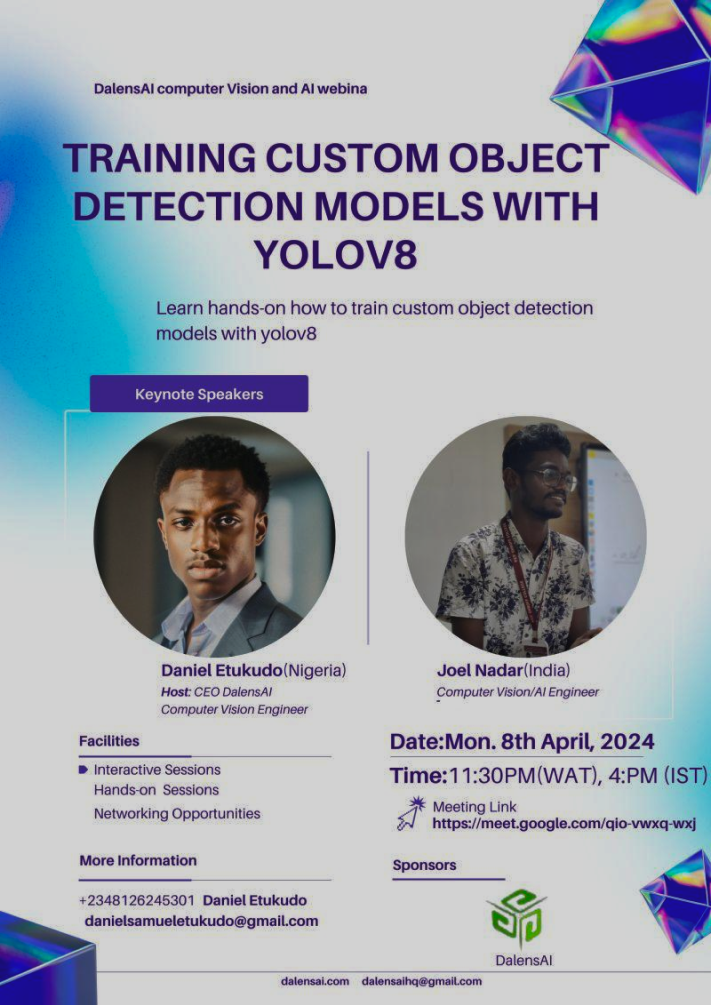 DalensAI computer Vision and AI webina
TRAINING CUSTOM OBJECT
DETECTION MODELS WITH
YOLOV8
Learn hands-on how to train custom object detection
models with yolov8
Keynote Speakers
Daniel Etukudo(Nigeria)
Host: CEO DalensAI
Computer Vision Engineer
Joel Nadar(India)
Computer Vision/AI Engineer
-
Facilities
Interactive Sessions
Hands-on Sessions
Networking Opportunities
Date:Mon. 8th April, 2024
Time:11:30PM(WAT), 4:PM (IST)
Meeting Link
https://meet.google.com/qio-vwxq-wxj
More Information
+2348126245301 Daniel Etukudo
danielsamueletukudo@gmail.com
Sponsors
DalensAI
dalensai.com dalensaihq@gmail.com